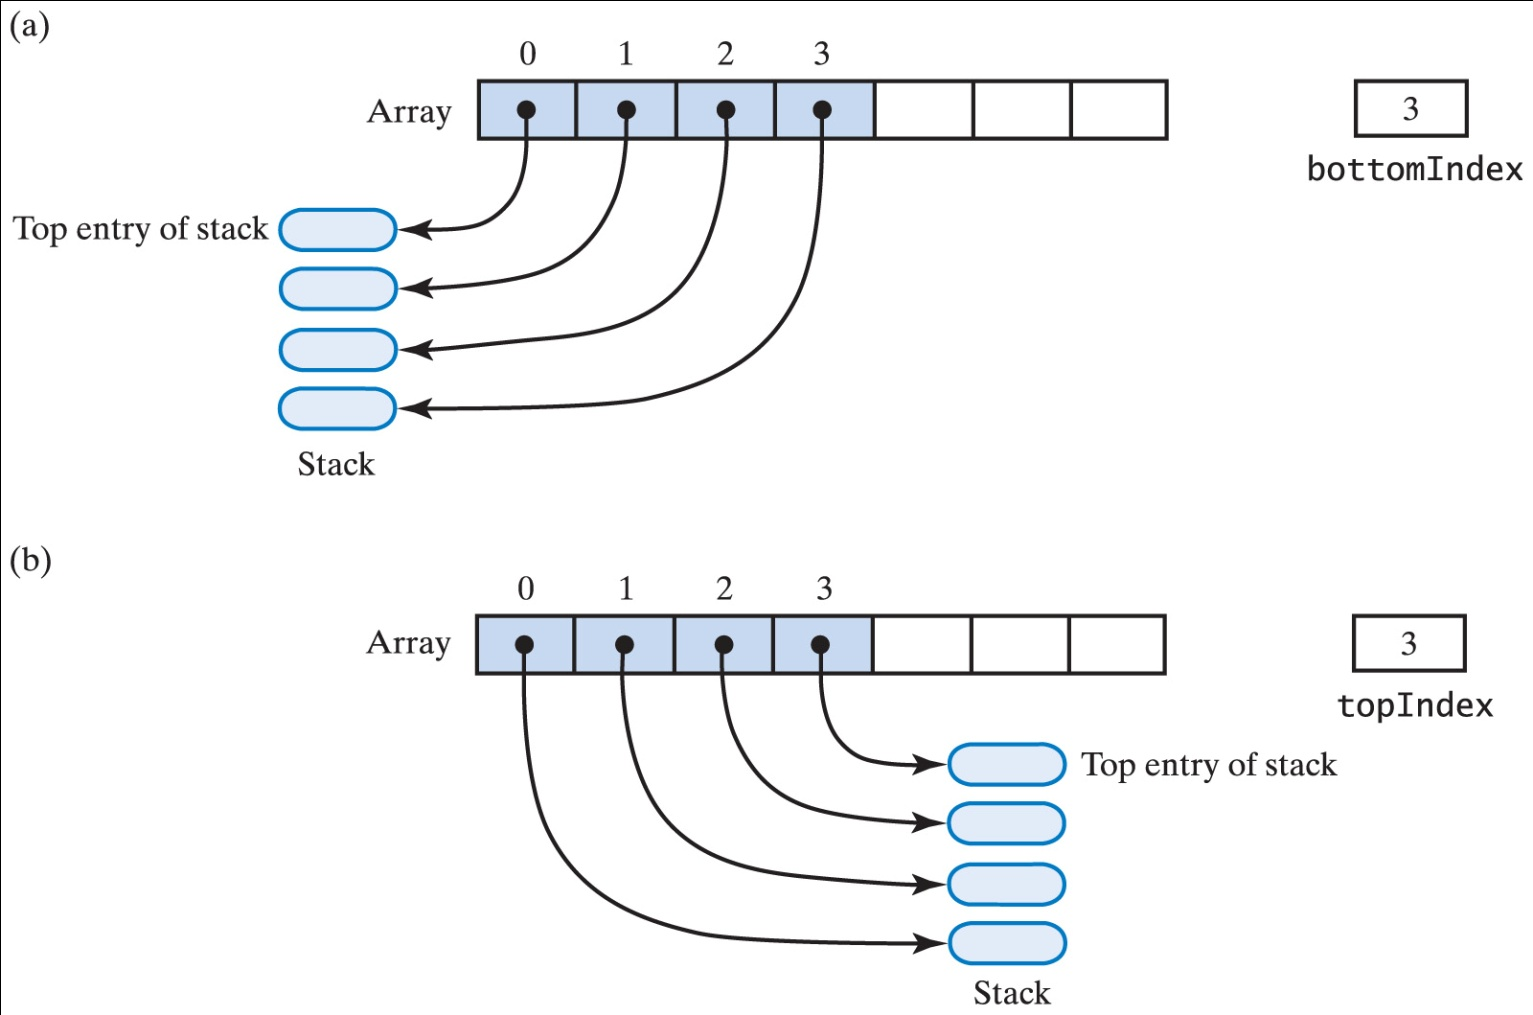 (a)
0 1 2 3
Array
3
bottomIndex
Top entry of stack
Stack
(b)
0 1 2 3
Array
3
topIndex
Top entry of stack
Stack